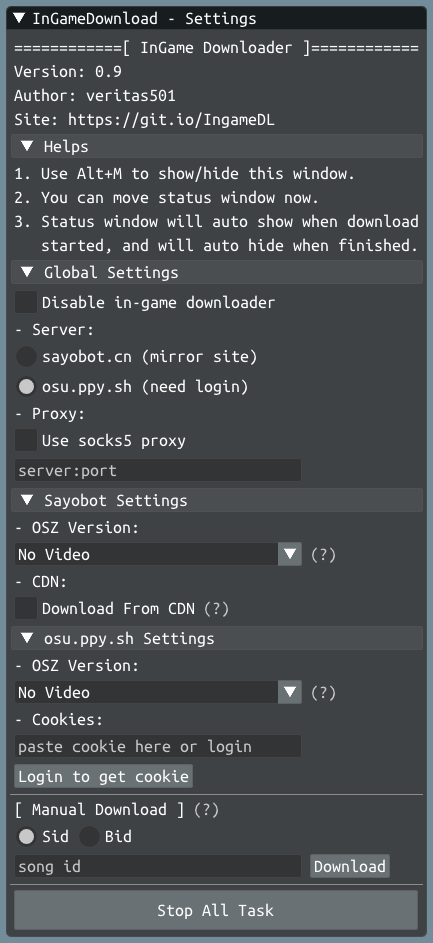 InGameDownload - Settings
============[ InGame Downloader ]============
Version: 0.9
Author: veritas501
Site: https://git.io/IngameDL
Helps
1. Use Alt+M to show/hide this window.
2. You can move status window now.
3. Status window will auto show when download
started, and will auto hide when finished.
Global Settings
Disable in-game downloader
- Server:
sayobot.cn (mirror site)
osu.ppy.sh (need login)
- Proxy:
Use socks5 proxy
server:port
Sayobot Settings
- OSZ Version:
No Video (?)
- CDN:
Download From CDN (?)
osu.ppy.sh Settings
- OSZ Version:
No Video (?)
- Cookies:
paste cookie here or login
Login to get cookie
[ Manual Download ] (?)
Sid Bid
song id Download
Stop All Task